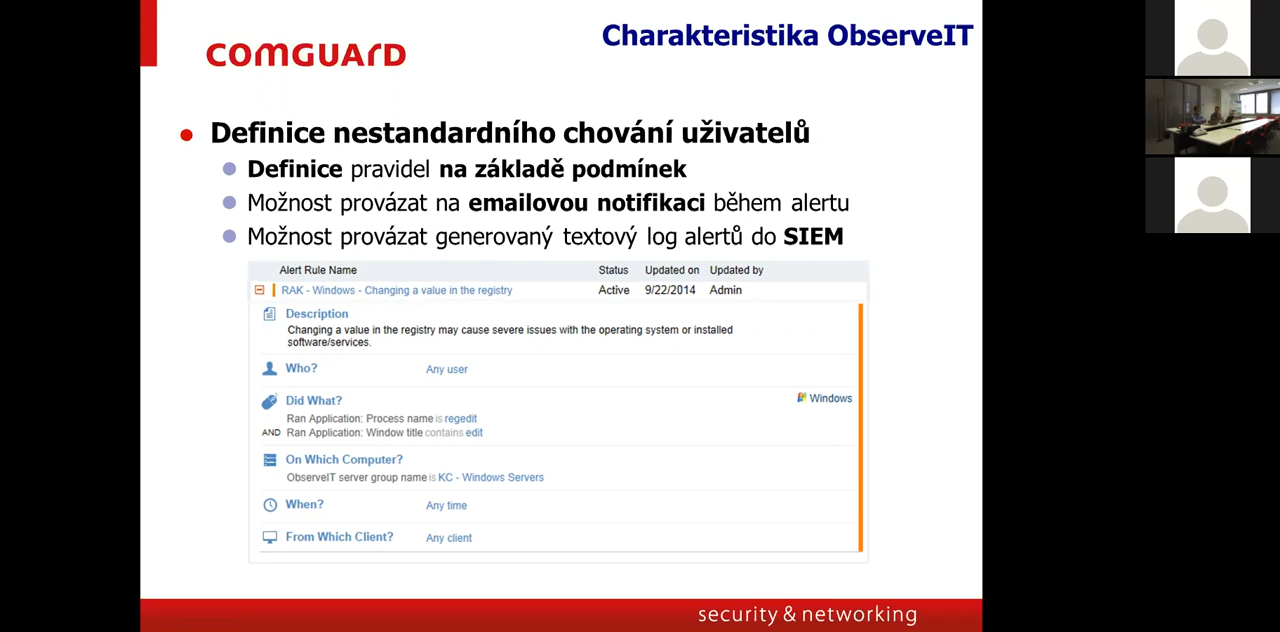 Charakteristika ObserveIT
COMGUARD
Definice nestandardního chování uživatelů
Definice pravidel na základě podmínek
Možnost provázat na emailovou notifikaci během alertu
Možnost provázat generovaný textový log alertů do SIEM
Alert Rule Name Status Updated on Updated by
RAK - Windows - Changing a value in the registry Active 9/22/2014 Admin
Description
Changing a value in the registry may cause severe issues with the operating system or installed
software/services.
Who? Any user
Did What? Windows
Ran Application: Process name is regedit
AND Ran Application: Window title contains edit
On Which Computer?
ObserveIT server group name is KC - Windows Servers
When? Any time
From Which Client? Any client
security & networking